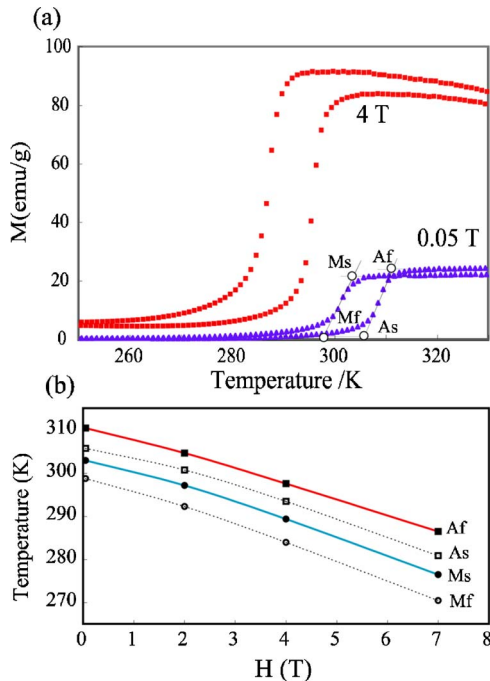 (a)
100
80
60
40
20
0
M(emu/g)
4 T
0.05 T
Ms
Af
Mf
As
260
280
300
320
Temperature /K
(b)
310
300
290
280
270
Temperature (K)
Af
As
Ms
Mf
0
1
2
3
4
5
6
7
8
H (T)